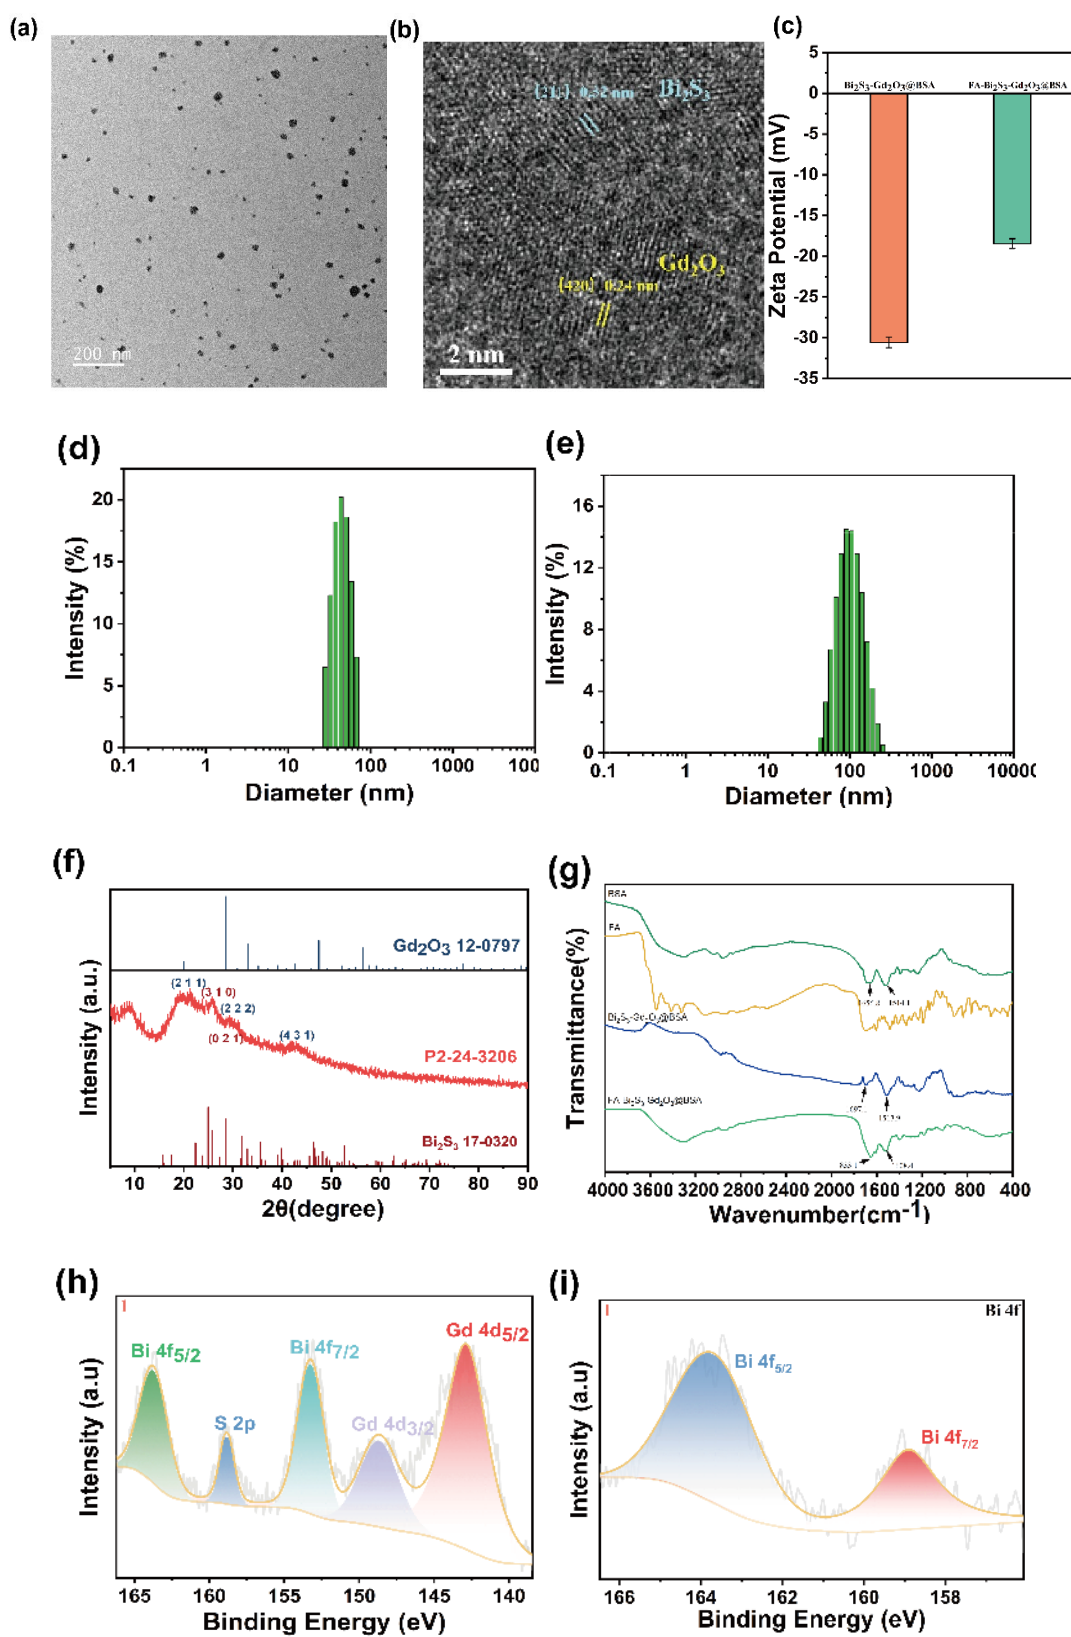 (a)
200 nm
(b)
{211} 0.32 nm
Bi₂S₃
Gd₂O₃
{420} 0.24 nm
2 nm
(c)
Zeta Potential (mV)
5
0
-5
-10
-15
-20
-25
-30
-35
Bi₂S₃-Gd₂O₃@BSA
FA-Bi₂S₃-Gd₂O₃@BSA
(d)
Intensity (%)
20
15
10
5
0
0.1 1 10 100 1000
Diameter (nm)
(e)
Intensity (%)
16
12
8
4
0
0.1 1 10 100 1000 10000
Diameter (nm)
(f)
Intensity (a.u.)
Gd₂O₃ 12-0797
(2 1 1)
(3 1 0)
(2 2 2)
(0 2 1)
(4 3 1)
P2-24-3206
Bi₂S₃ 17-0320
10 20 30 40 50 60 70 80 90
2θ(degree)
(g)
Transmittance(%)
BSA
FA
Bi₂S₃-Gd₂O₃@BSA
FA-Bi₂S₃-Gd₂O₃@BSA
4000 3600 3200 2800 2400 2000 1600 1200 800 400
Wavenumber(cm⁻¹)
(h)
Intensity (a.u)
Bi 4f5/2
S 2p
Bi 4f7/2
Gd 4d3/2
Gd 4d5/2
165 160 155 150 145 140
Binding Energy (eV)
(i)
Intensity (a.u)
Bi 4f
Bi 4f5/2
Bi 4f7/2
166 164 162 160 158
Binding Energy (eV)